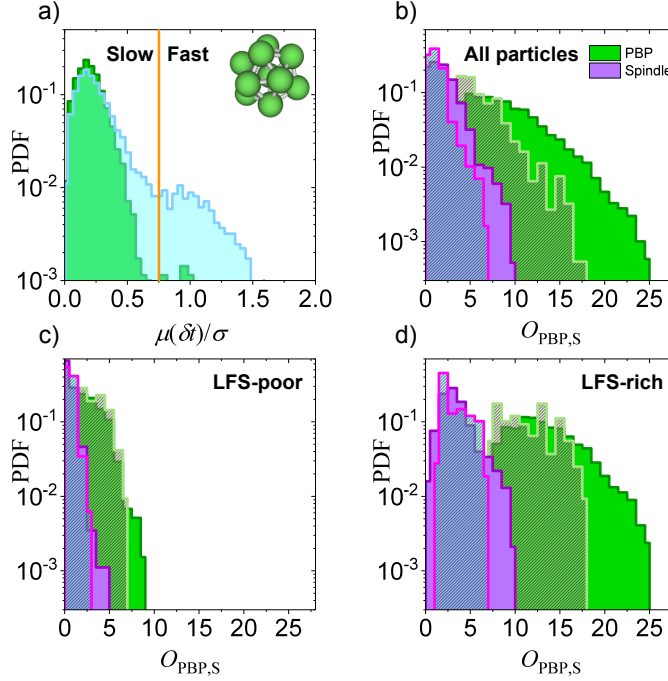 a)
Slow Fast
PDF
10⁻¹
10⁻²
10⁻³
0.0 0.5 1.0 1.5 2.0
μ(δt)/σ
b)
All particles
PBP
Spindle
PDF
10⁻¹
10⁻²
10⁻³
0 5 10 15 20 25
O_PBP,S
c)
LFS-poor
PDF
10⁻¹
10⁻²
10⁻³
0 5 10 15 20 25
O_PBP,S
d)
LFS-rich
PDF
10⁻¹
10⁻²
10⁻³
0 5 10 15 20 25
O_PBP,S